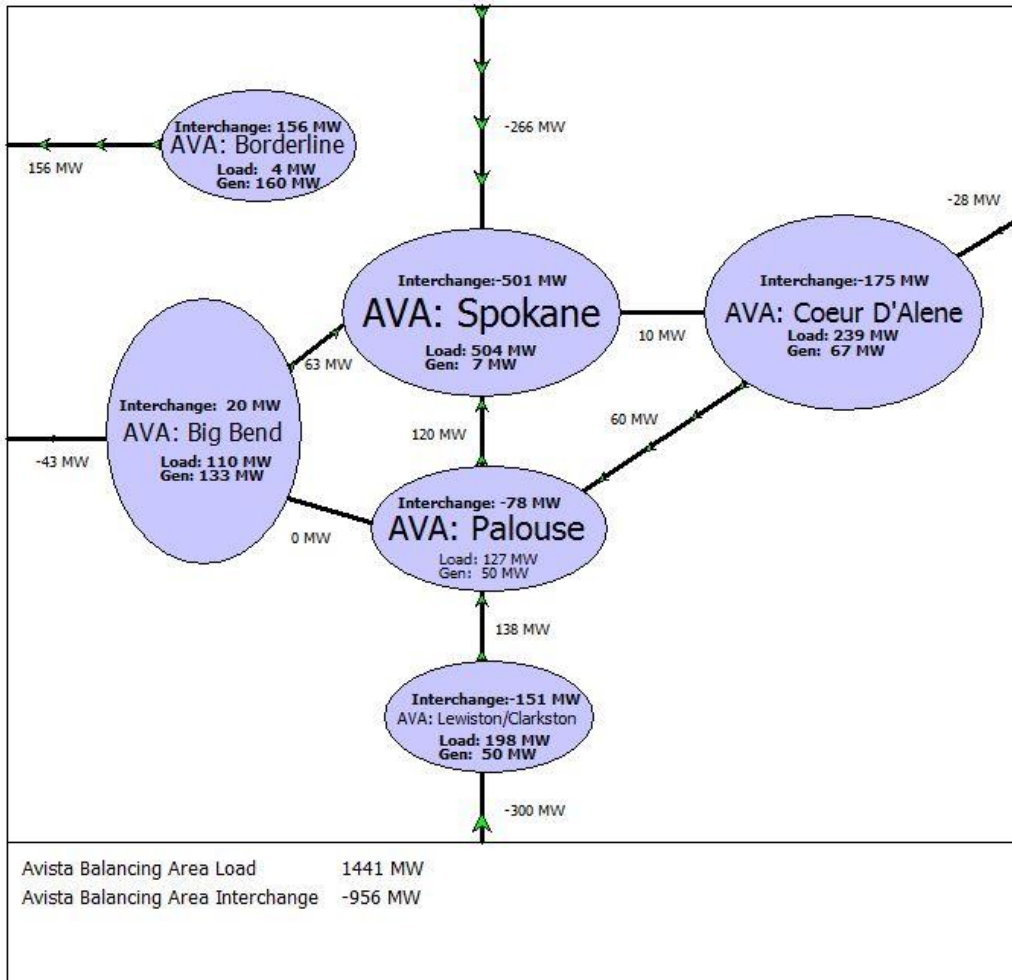 -266 MW
Interchange: 156 MW
AVA: Borderline
Load: 4 MW
Gen: 160 MW
156 MW
-28 MW
Interchange:-501 MW
AVA: Spokane
Load: 504 MW
Gen: 7 MW
Interchange:-175 MW
AVA: Coeur D'Alene
Load: 239 MW
Gen: 67 MW
10 MW
63 MW
Interchange: 20 MW
AVA: Big Bend
Load: 110 MW
Gen: 133 MW
-43 MW
120 MW
60 MW
Interchange: -78 MW
AVA: Palouse
Load: 127 MW
Gen: 50 MW
0 MW
138 MW
Interchange:-151 MW
AVA: Lewiston/Clarkston
Load: 198 MW
Gen: 50 MW
-300 MW
Avista Balancing Area Load 1441 MW
Avista Balancing Area Interchange -956 MW